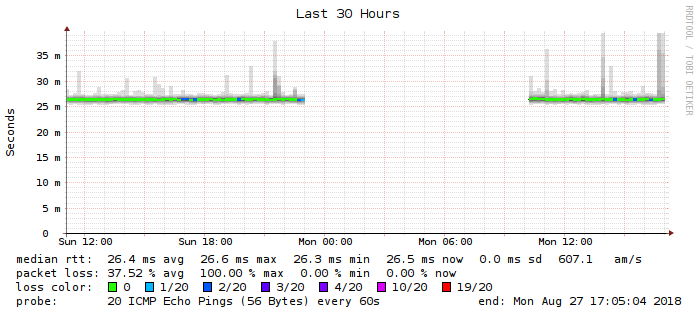 Last 30 Hours
RRDTOOL / TOBI OETIKER
Seconds
35 m
30 m
25 m
20 m
15 m
10 m
5 m
0
Sun 12:00 Sun 18:00 Mon 00:00 Mon 06:00 Mon 12:00
median rtt: 26.4 ms avg 26.6 ms max 26.3 ms min 26.5 ms now 0.0 ms sd 607.1 am/s
packet loss: 37.52 % avg 100.00 % max 0.00 % min 0.00 % now
loss color: 0 1/20 2/20 3/20 4/20 10/20 19/20
probe: 20 ICMP Echo Pings (56 Bytes) every 60s end: Mon Aug 27 17:05:04 2018